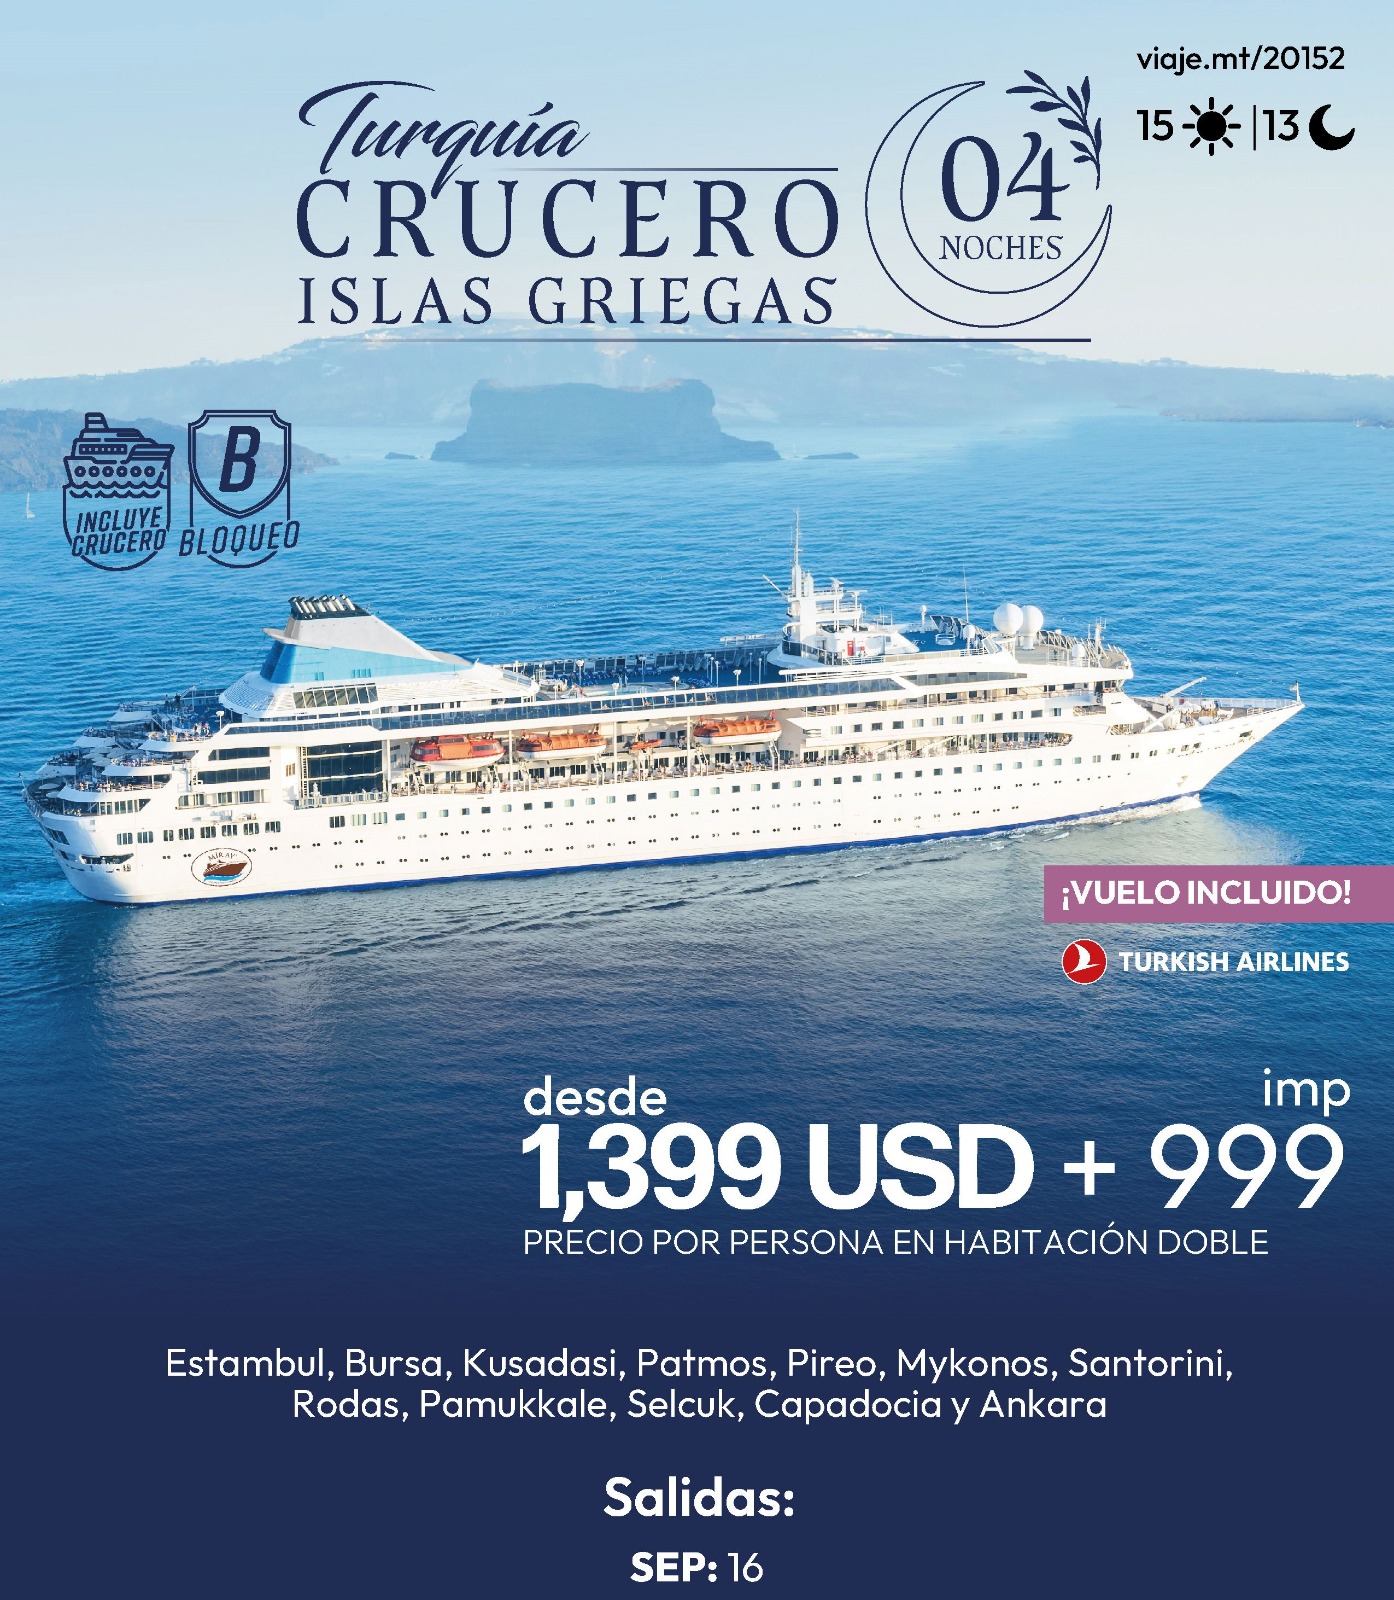 viaje.mt/20152
15 | 13
Turquía
CRUCERO
ISLAS GRIEGAS
04
NOCHES
INCLUYE
CRUCERO
B
BLOQUEO
MIRAY
¡VUELO INCLUIDO!
TURKISH AIRLINES
desde
imp
1,399 USD + 999
PRECIO POR PERSONA EN HABITACIÓN DOBLE
Estambul, Bursa, Kusadasi, Patmos, Pireo, Mykonos, Santorini,
Rodas, Pamukkale, Selcuk, Capadocia y Ankara
Salidas:
SEP: 16